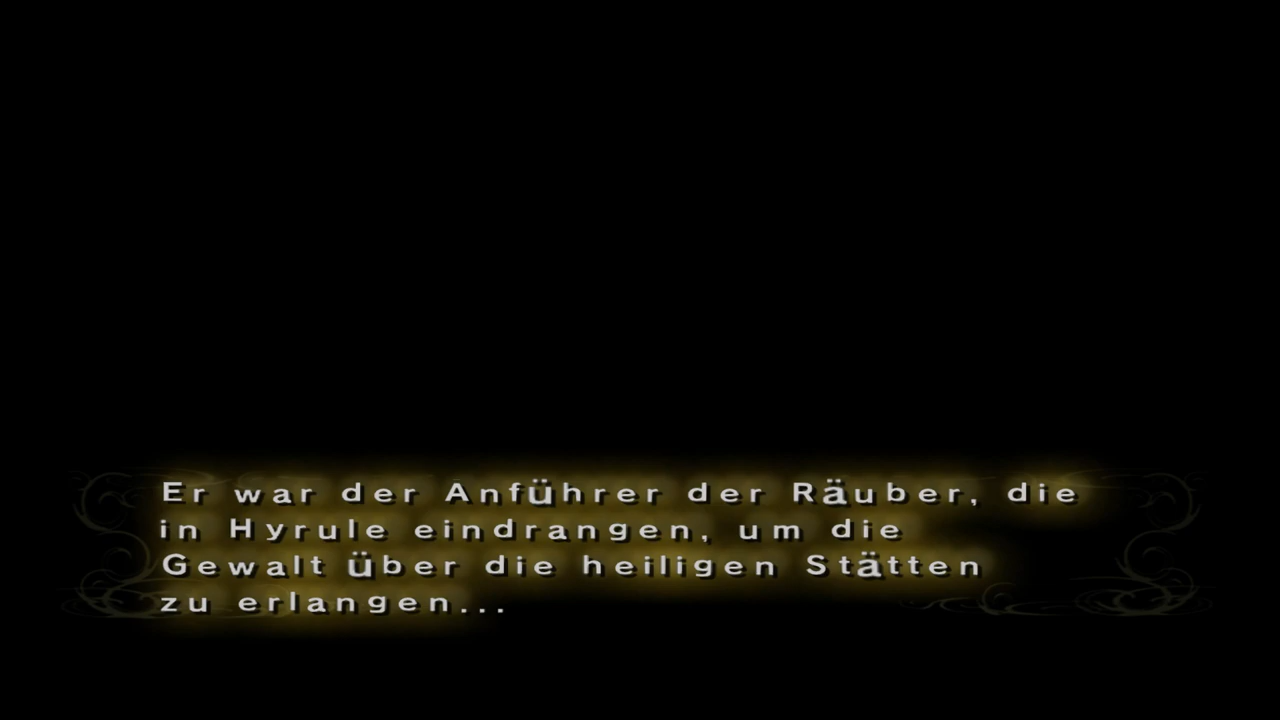 Er war der Anführer der Räuber, die
in Hyrule eindrangen, um die
Gewalt über die heiligen Stätten
zu erlangen...